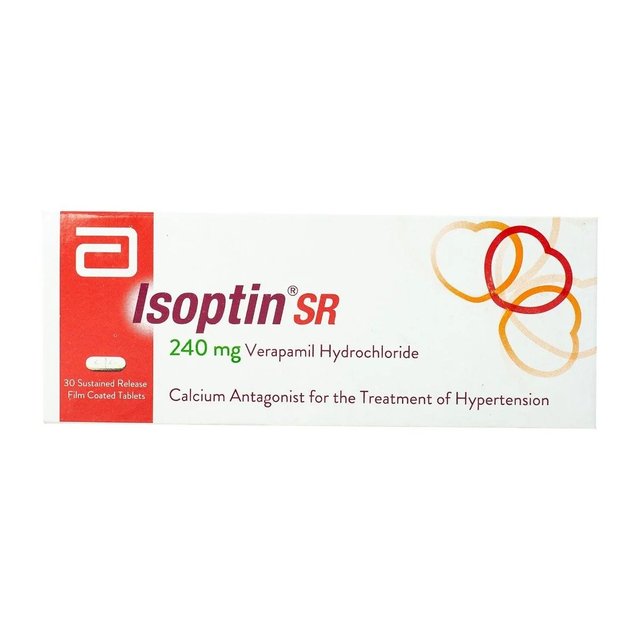 Isoptin® SR
240 mg Verapamil Hydrochloride
30 Sustained Release
Film Coated Tablets
Calcium Antagonist for the Treatment of Hypertension